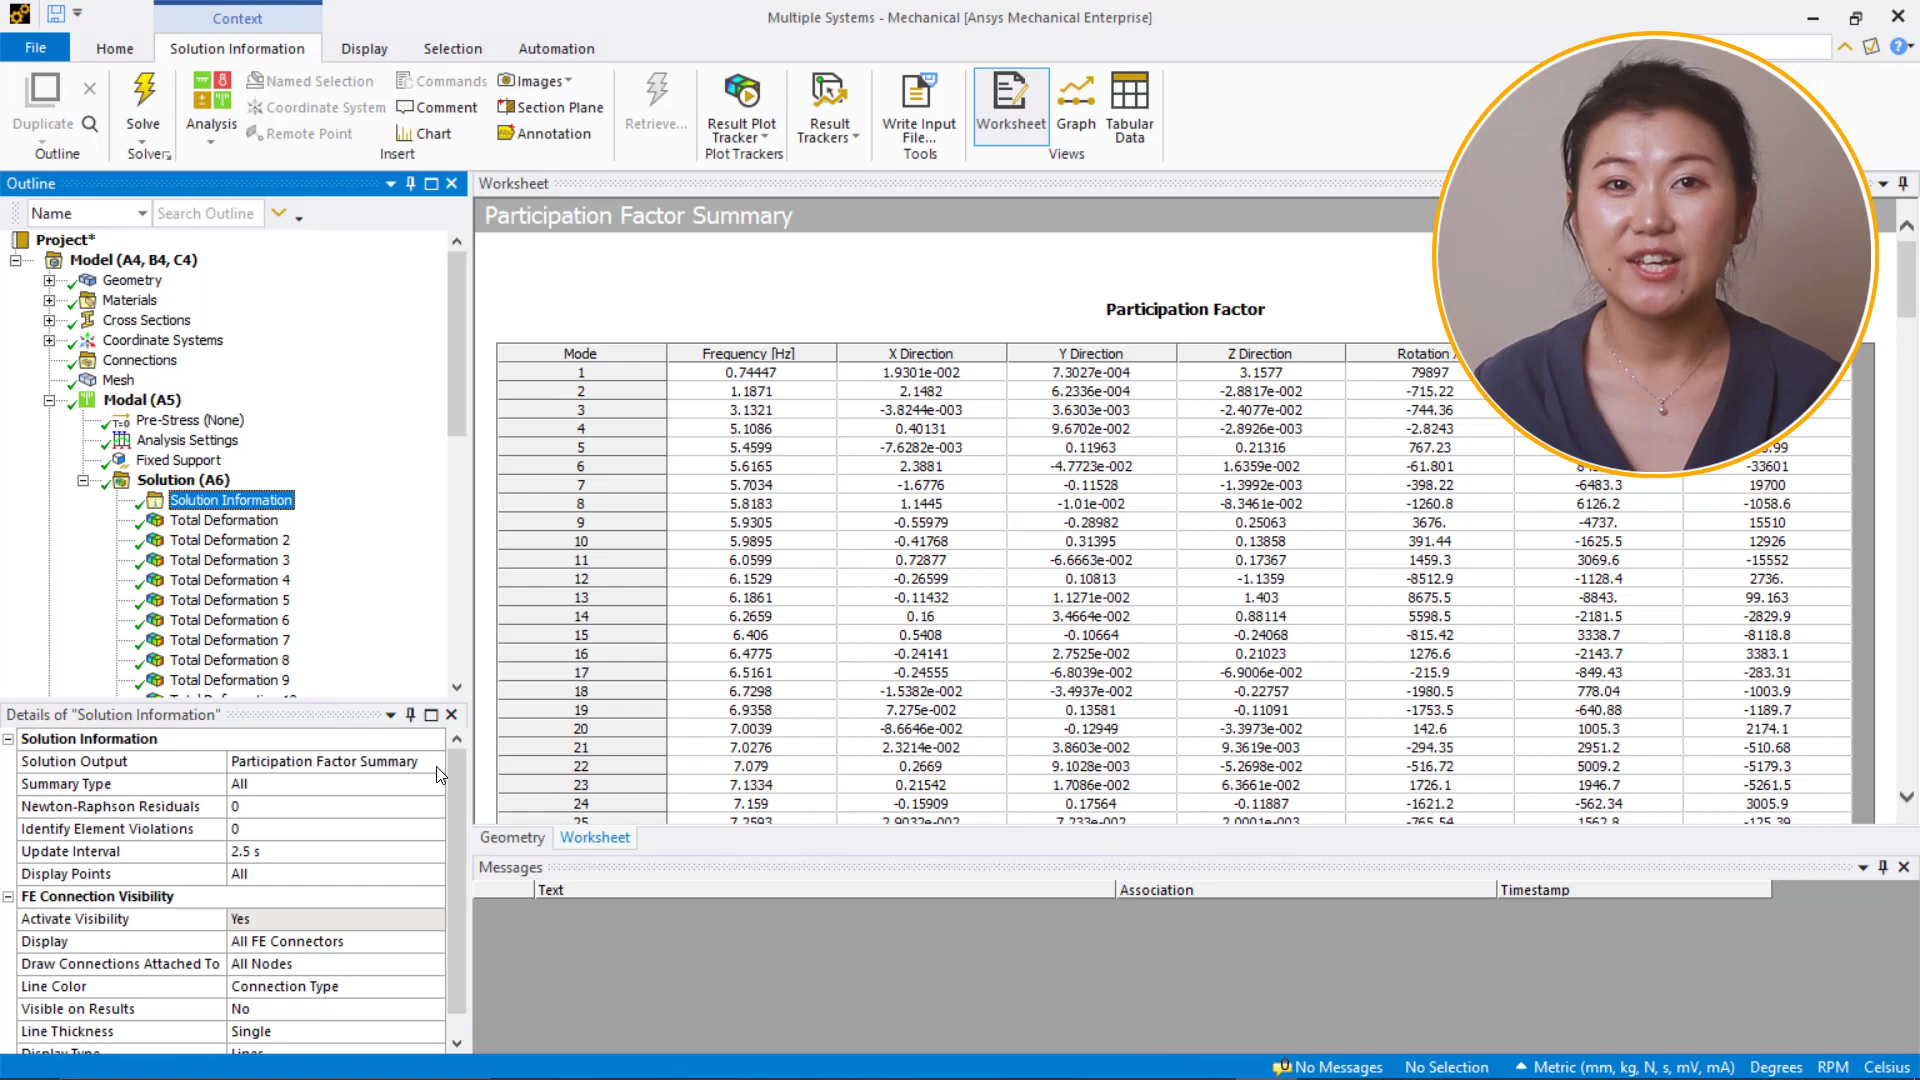 Context
Multiple Systems - Mechanical [Ansys Mechanical Enterprise]
File Home Solution Information Display Selection Automation
Duplicate
Outline
Solve
Solvers
Analysis
Named Selection
Coordinate System
Remote Point
Commands
Comment
Chart
Images
Section Plane
Annotation
Insert
Retrieve...
Result Plot Tracker
Plot Trackers
Result Trackers
Write Input File...
Tools
Worksheet
Graph
Tabular Data
Views
Outline
Name Search Outline
Project*
Model (A4, B4, C4)
Geometry
Materials
Cross Sections
Coordinate Systems
Connections
Mesh
Modal (A5)
T=0 Pre-Stress (None)
Analysis Settings
Fixed Support
Solution (A6)
Solution Information
Total Deformation
Total Deformation 2
Total Deformation 3
Total Deformation 4
Total Deformation 5
Total Deformation 6
Total Deformation 7
Total Deformation 8
Total Deformation 9
Details of "Solution Information"
Solution Information
Solution Output Participation Factor Summary
Summary Type All
Newton-Raphson Residuals 0
Identify Element Violations 0
Update Interval 2.5 s
Display Points All
FE Connection Visibility
Activate Visibility Yes
Display All FE Connectors
Draw Connections Attached To All Nodes
Line Color Connection Type
Visible on Results No
Line Thickness Single
Display Type Lines
Worksheet
Participation Factor Summary
Participation Factor
Mode Frequency [Hz] X Direction Y Direction Z Direction Rotation
1 0.74447 1.9301e-002 7.3027e-004 3.1577 79897
2 1.1871 2.1482 6.2336e-004 -2.8817e-002 -715.22
3 3.1321 -3.8244e-003 3.6303e-003 -2.4077e-002 -744.36
4 5.1086 0.40131 9.6702e-002 -2.8926e-003 -2.8243
5 5.4599 -7.6282e-003 0.11963 0.21316 767.23
6 5.6165 2.3881 -4.7723e-002 1.6359e-002 -61.801 -33601
7 5.7034 -1.6776 -0.11528 -1.3992e-003 -398.22 -6483.3 19700
8 5.8183 1.1445 -1.01e-002 -8.3461e-002 -1260.8 6126.2 -1058.6
9 5.9305 -0.55979 -0.28982 0.25063 3676. -4737. 15510
10 5.9895 -0.41768 0.31395 0.13858 391.44 -1625.5 12926
11 6.0599 0.72877 -6.6663e-002 0.17367 1459.3 3069.6 -15552
12 6.1529 -0.26599 0.10813 -1.1359 -8512.9 -1128.4 2736.
13 6.1861 -0.11432 1.1271e-002 1.403 8675.5 -8843. 99.163
14 6.2659 0.16 3.4664e-002 0.88114 5598.5 -2181.5 -2829.9
15 6.406 0.5408 -0.10664 -0.24068 -815.42 3338.7 -8118.8
16 6.4775 -0.24141 2.7525e-002 0.21023 1276.6 -2143.7 3383.1
17 6.5161 -0.24555 -6.8039e-002 -6.9006e-002 -215.9 -849.43 -283.31
18 6.7298 -1.5382e-002 -3.4937e-002 -0.22757 -1980.5 778.04 -1003.9
19 6.9358 7.275e-002 0.13581 -0.11091 -1753.5 -640.88 -1189.7
20 7.0039 -8.6646e-002 -0.12949 -3.3973e-002 142.6 1005.3 2174.1
21 7.0276 2.3214e-002 3.8603e-002 9.3619e-003 -294.35 2951.2 -510.68
22 7.079 0.2669 9.1028e-003 -5.2698e-002 -516.72 5009.2 -5179.3
23 7.1334 0.21542 1.7086e-002 6.3661e-002 1726.1 1946.7 -5261.5
24 7.159 -0.15909 0.17564 -0.11887 -1621.2 -562.34 3005.9
25 7.2593 2.9032e-002 7.233e-002 2.0001e-003 -765.54 1562.8 -125.39
Geometry Worksheet
Messages
Text Association Timestamp
No Messages No Selection Metric (mm, kg, N, s, mV, mA) Degrees RPM Celsius